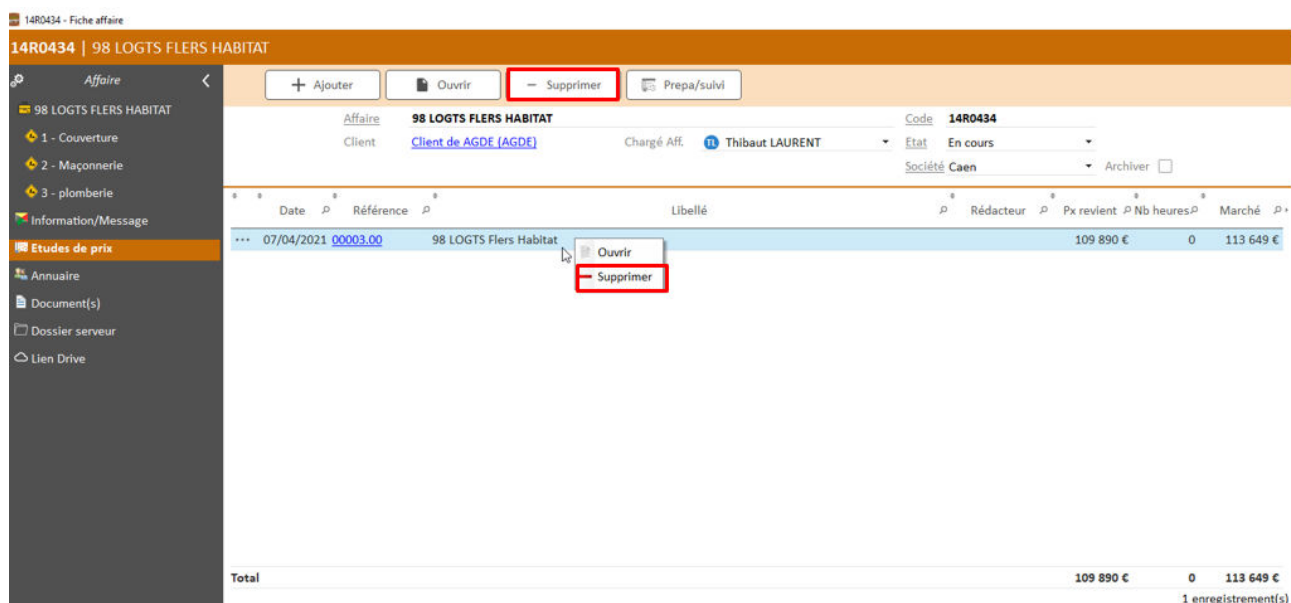 14R0434 - Fiche affaire
14R0434 | 98 LOGTS FLERS HABITAT
Affaire
98 LOGTS FLERS HABITAT
1 - Couverture
2 - Maçonnerie
3 - plomberie
Information/Message
Etudes de prix
Annuaire
Document(s)
Dossier serveur
Lien Drive
+ Ajouter Ouvrir − Supprimer Prepa/suivi
Affaire 98 LOGTS FLERS HABITAT Code 14R0434
Client Client de AGDE (AGDE) Chargé Aff. TL Thibaut LAURENT Etat En cours
Société Caen Archiver
Date Référence Libellé Rédacteur Px revient Nb heures Marché
... 07/04/2021 00003.00 98 LOGTS Flers Habitat 109 890 € 0 113 649 €
Ouvrir
Supprimer
Total 109 890 € 0 113 649 €
1 enregistrement(s)